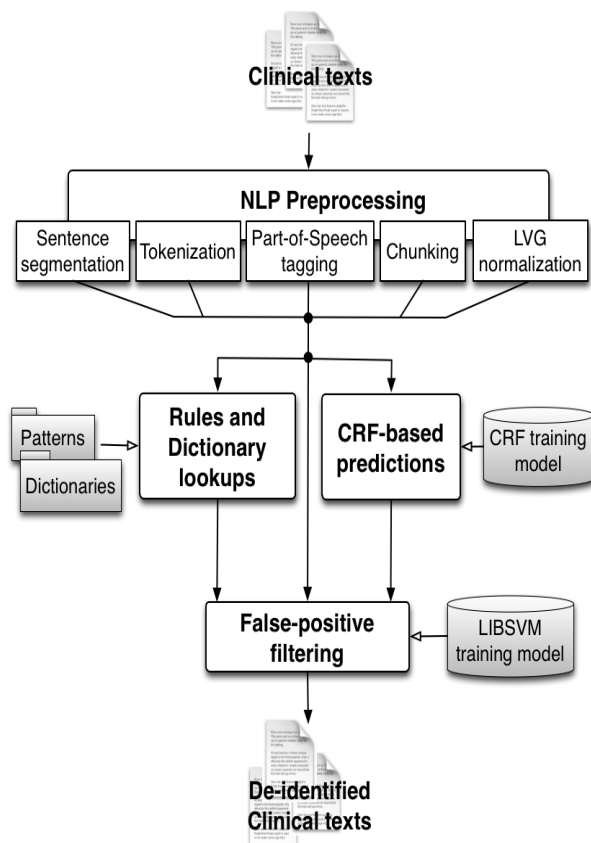 Clinical texts
NLP Preprocessing
Sentence
segmentation
Tokenization
Part-of-Speech
tagging
Chunking
LVG
normalization
Patterns
Dictionaries
Rules and
Dictionary
lookups
CRF-based
predictions
CRF training
model
False-positive
filtering
LIBSVM
training model
De-identified
Clinical texts